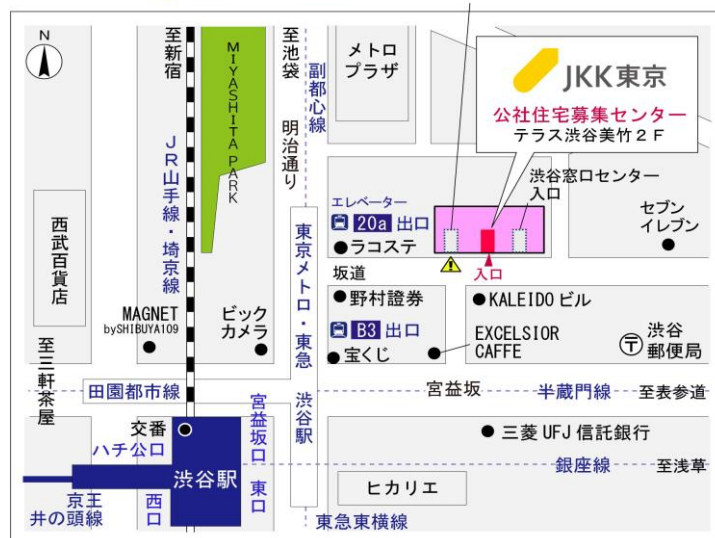 N
至新宿
MIYASHITA PARK
至池袋
明治通り
副都心線
メトロ
プラザ
JKK東京
公社住宅募集センター
テラス渋谷美竹２Ｆ
JR山手線・埼京線
エレベーター
20a 出口
ラコステ
渋谷窓口センター
入口
セブン
イレブン
西武百貨店
入口
坂道
東京メトロ・東急
渋谷駅
MAGNET
bySHIBUYA109
ビック
カメラ
野村證券
B3 出口
宝くじ
KALEIDO ビル
EXCELSIOR
CAFFE
〒
渋谷
郵便局
至三軒茶屋
田園都市線
宮益坂
半蔵門線
至表参道
交番
ハチ公口
宮益坂口
三菱 UFJ 信託銀行
渋谷駅
銀座線
至浅草
京王
井の頭線
西口
東口
ヒカリエ
東急東横線